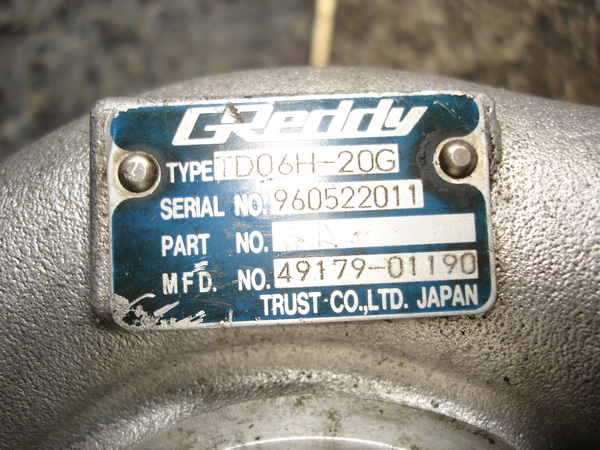 GReddy
TYPE TD06H-20G
SERIAL NO. 960522011
PART NO.
MFD. NO. 49179-01190
TRUST CO.,LTD. JAPAN